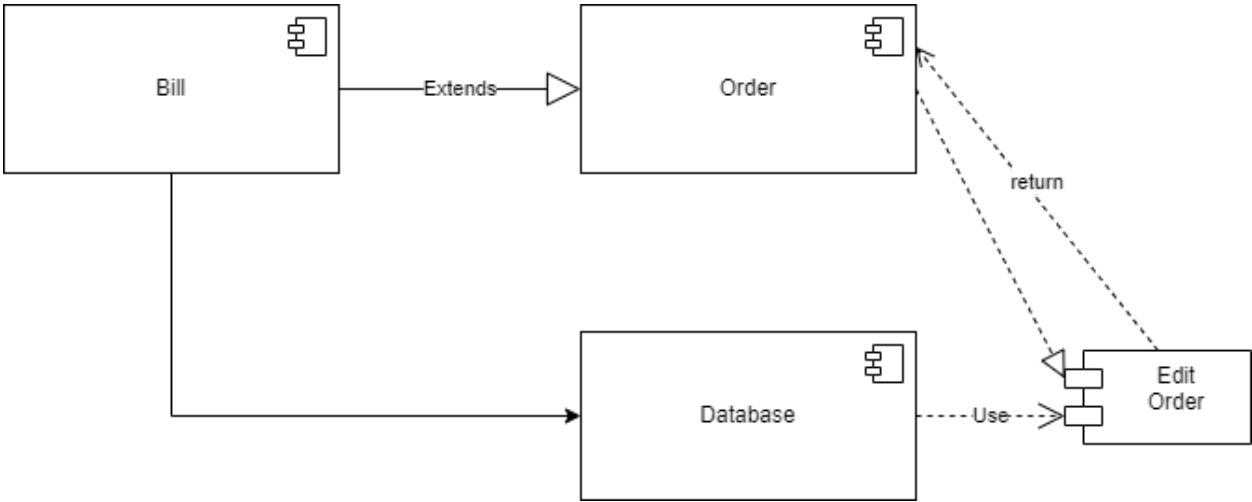 Bill
Extends
Order
return
Database
Use
Edit
Order